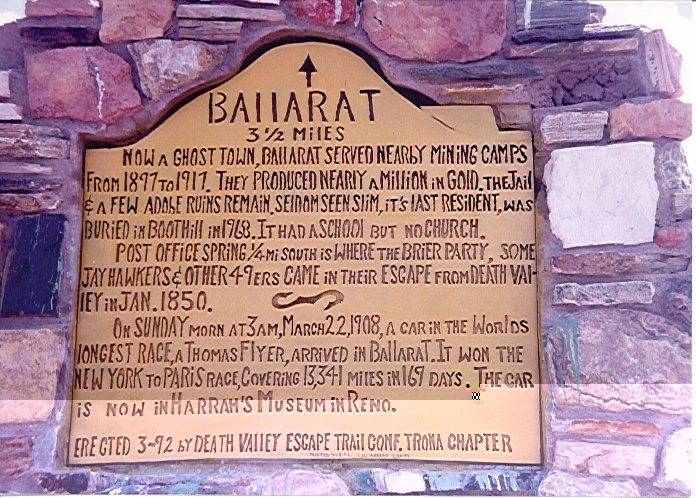 BALLARAT
3 1/2 MILES
NOW A GHOST TOWN, BALLARAT SERVED NEARBY MINING CAMPS
FROM 1897 TO 1917. THEY PRODUCED NEARLY A MILLION IN GOLD. THE JAIL
& A FEW ADOBE RUINS REMAIN. SELDOM SEEN SLIM, IT'S LAST RESIDENT, WAS
BURIED IN BOOTHILL IN 1968. IT HAD A SCHOOL BUT NO CHURCH.
POST OFFICE SPRING 1/4 MI SOUTH IS WHERE THE BRIER PARTY, SOME
JAYHAWKERS & OTHER 49ERS CAME IN THEIR ESCAPE FROM DEATH VAL-
LEY IN JAN. 1850.
ON SUNDAY MORN AT 3AM, MARCH 22, 1908, A CAR IN THE WORLDS
LONGEST RACE, A THOMAS FLYER, ARRIVED IN BALLARAT. IT WON THE
NEW YORK TO PARIS RACE, COVERING 13,341 MILES IN 169 DAYS. THE CAR
IS NOW IN HARRAH'S MUSEUM IN RENO.
ERECTED 3-92 BY DEATH VALLEY ESCAPE TRAIL CONF. TRONA CHAPTER